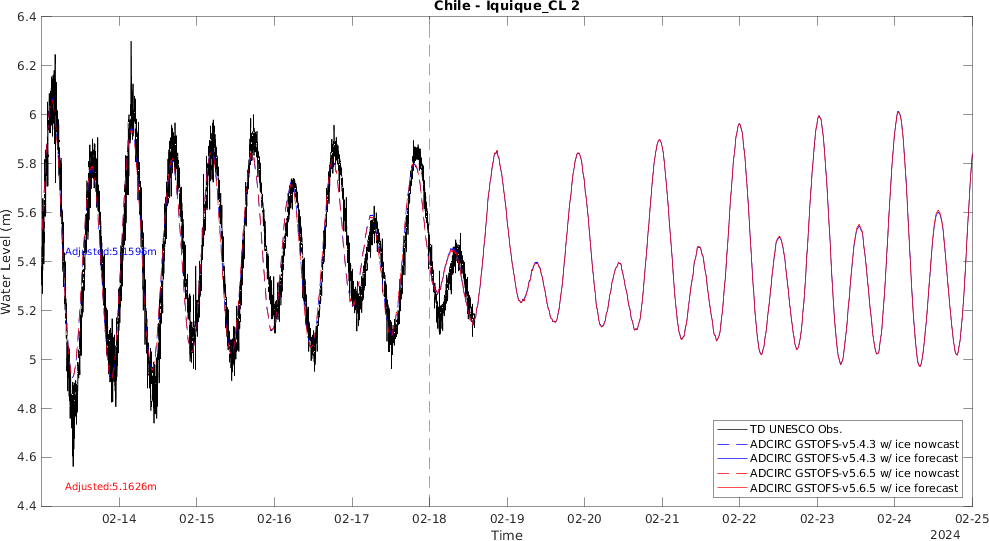 Chile - Iquique_CL 2
6.4
6.2
6
5.8
5.6
5.4
5.2
5
4.8
4.6
4.4
Water Level (m)
Adjusted:5.1596m
Adjusted:5.1626m
TD UNESCO Obs.
ADCIRC GSTOFS-v5.4.3 w/ ice nowcast
ADCIRC GSTOFS-v5.4.3 w/ ice forecast
ADCIRC GSTOFS-v5.6.5 w/ ice nowcast
ADCIRC GSTOFS-v5.6.5 w/ ice forecast
02-14 02-15 02-16 02-17 02-18 02-19 02-20 02-21 02-22 02-23 02-24 02-25
Time
2024